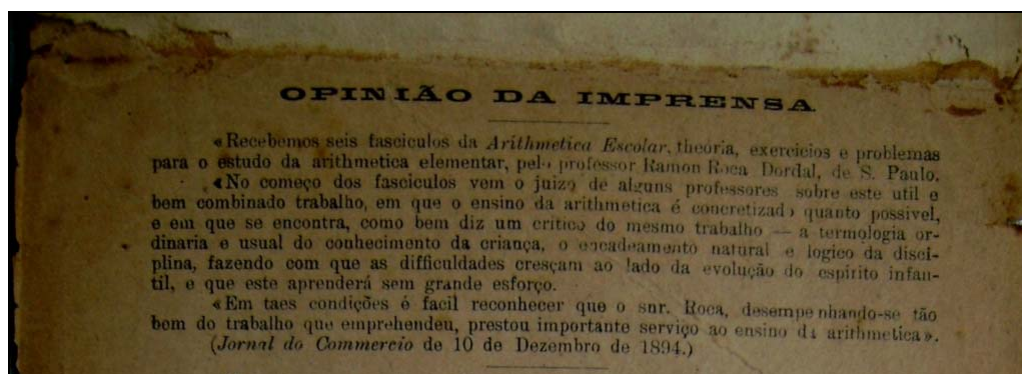 OPINIÃO DA IMPRENSA
«Recebemos seis fasciculos da Arithmetica Escolar, theoria, exercicios e problemas
para o estudo da arithmetica elementar, pelo professor Ramon Roca Dordal, de S. Paulo.
«No começo dos fasciculos vem o juizo de alguns professores sobre este util e
bem combinado trabalho, em que o ensino da arithmetica é concretizado quanto possivel,
e em que se encontra, como bem diz um critico do mesmo trabalho — a termologia or-
dinaria e usual do conhecimento da criança, o encadeamento natural e logico da disci-
plina, fazendo com que as difficuldades cresçam ao lado da evolução do espirito infan-
til, e que este aprenderá sem grande esforço.
«Em taes condições é facil reconhecer que o snr. Roca, desempenhando-se tão
bem do trabalho que emprehendeu, prestou importante serviço ao ensino da arithmetica».
(Jornal do Commercio de 10 de Dezembro de 1894.)